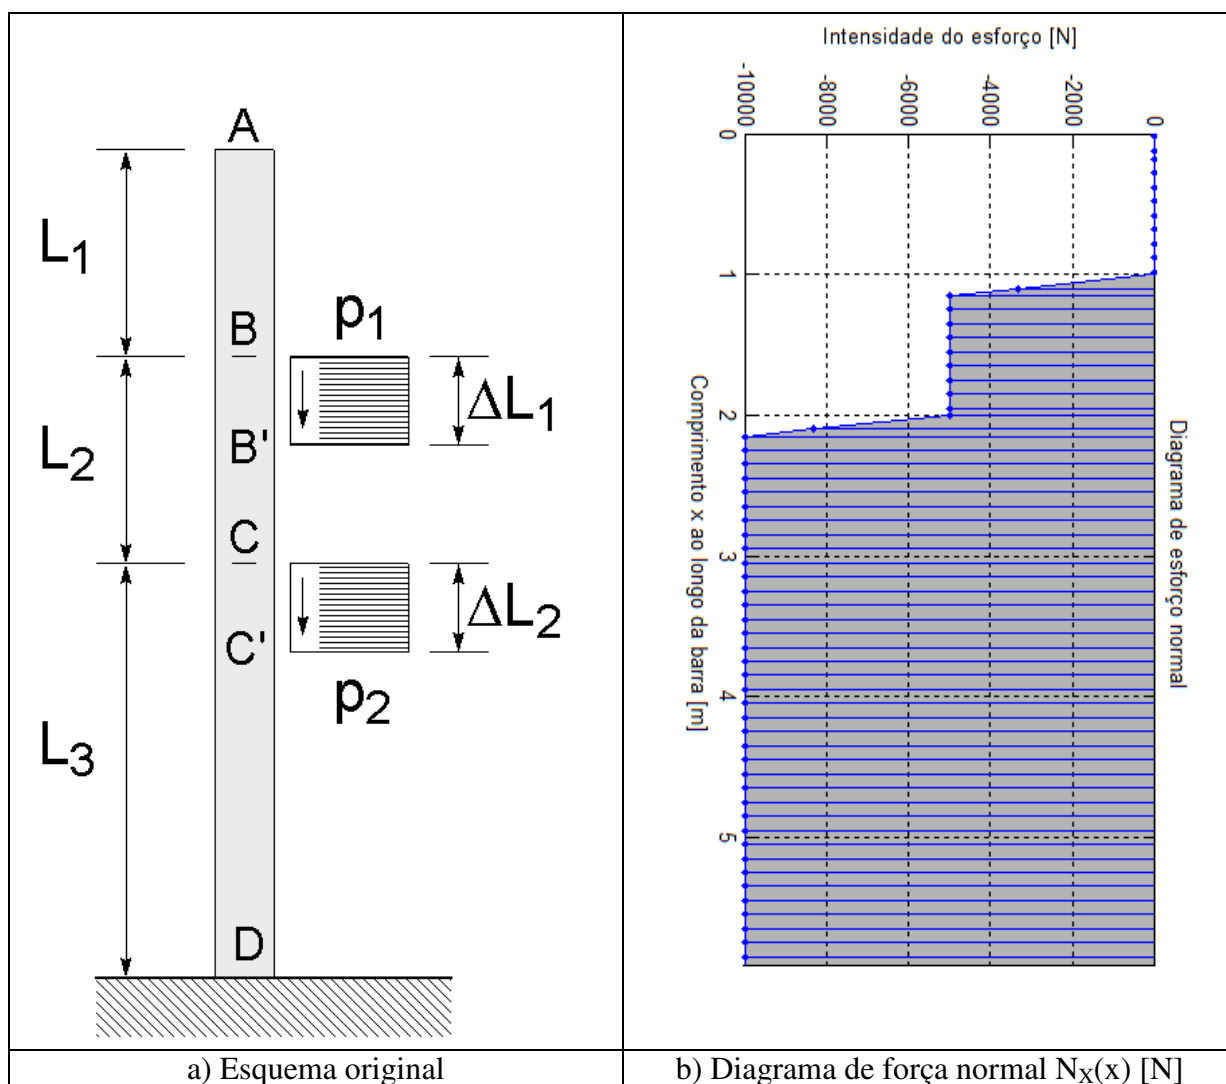 A
L1
B
p1
ΔL1
L2
B'
C
ΔL2
C'
p2
L3
D
a) Esquema original
Intensidade do esforço [N]
-10000
-8000
-6000
-4000
-2000
0
0
1
2
3
4
5
Comprimento x ao longo da barra [m]
Diagrama de esforço normal
b) Diagrama de força normal NX(x) [N]